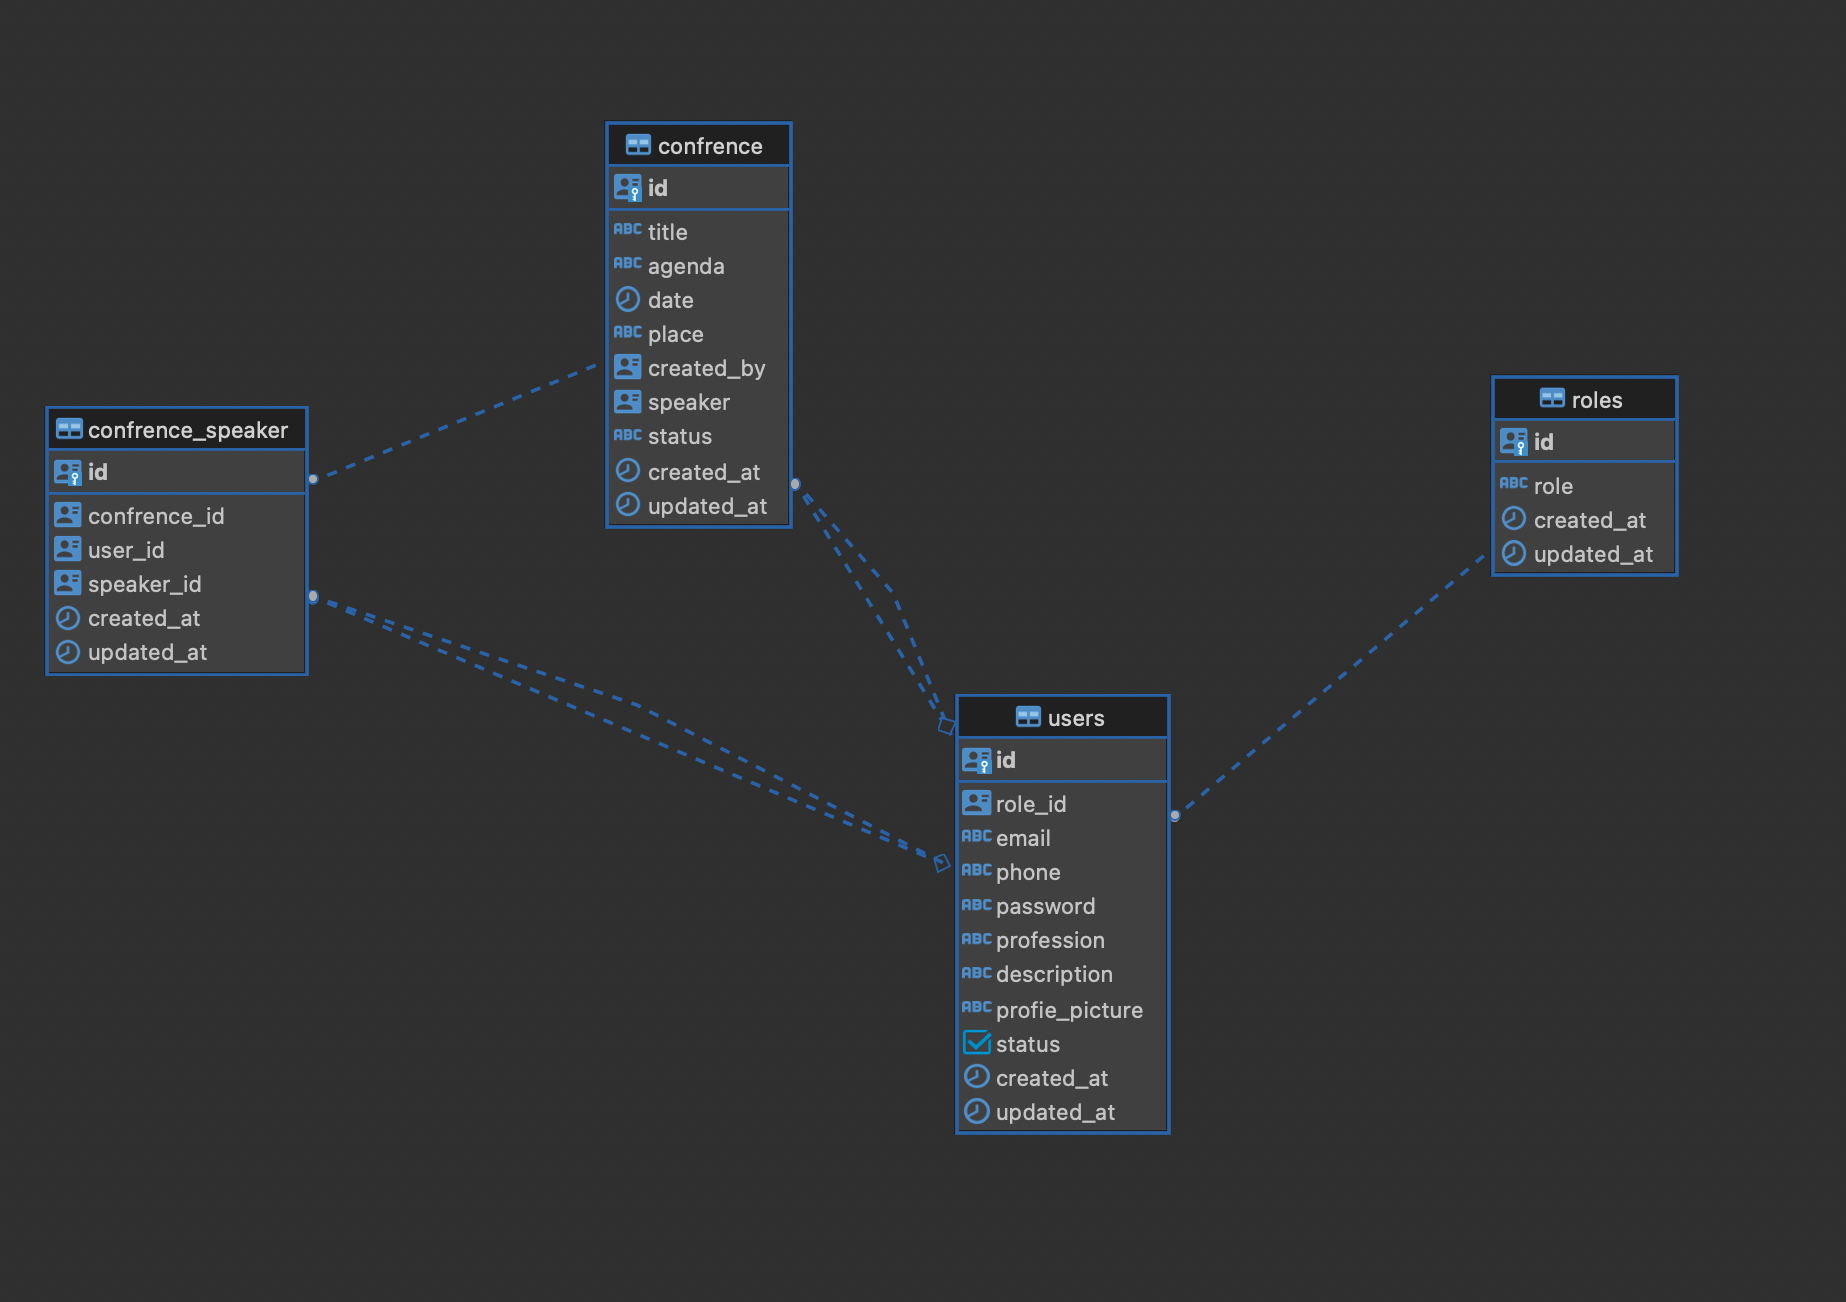 confrence
id
ABC title
ABC agenda
date
ABC place
created_by
speaker
ABC status
created_at
updated_at
confrence_speaker
id
confrence_id
user_id
speaker_id
created_at
updated_at
roles
id
ABC role
created_at
updated_at
users
id
role_id
ABC email
ABC phone
ABC password
ABC profession
ABC description
ABC profie_picture
status
created_at
updated_at